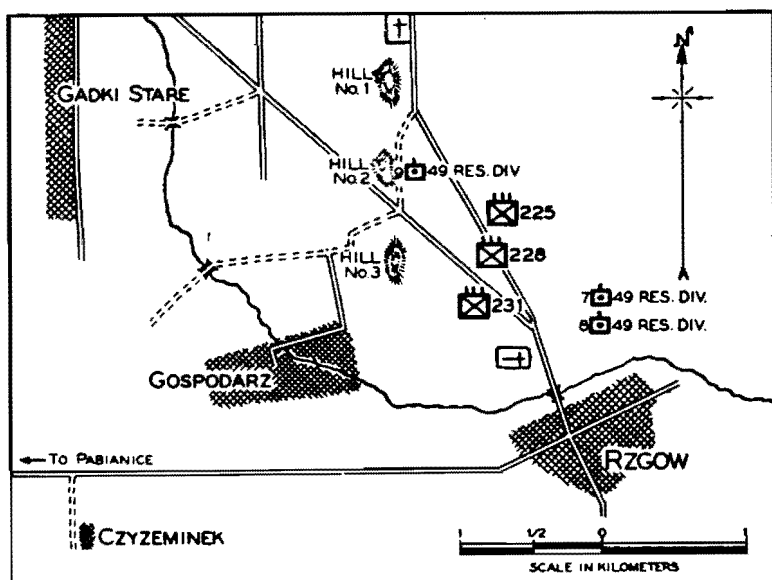 N
HILL
No.1
GADKI STARE
HILL
No.2
9 49 RES. DIV
225
228
HILL
No.3
231
7 49 RES. DIV.
8 49 RES. DIV.
GOSPODARZ
RZGOW
← TO PABIANICE
CZYZEMINEK
1 1/2 0 1
SCALE IN KILOMETERS